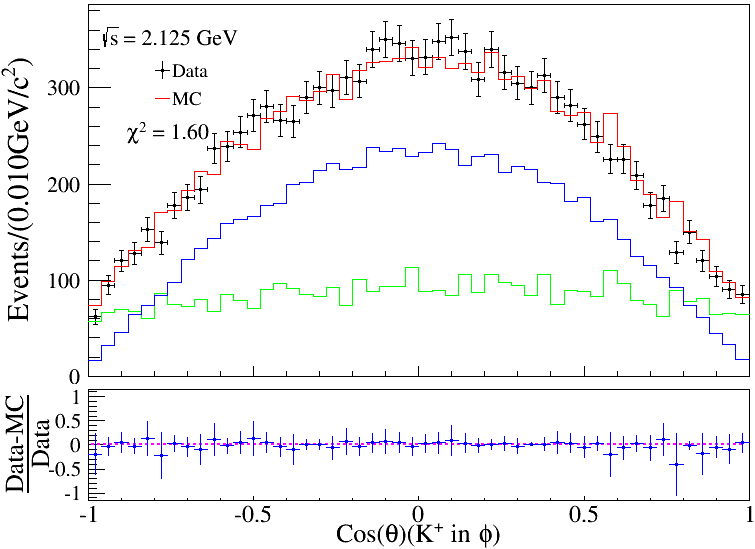 √s = 2.125 GeV
Data
MC
χ² = 1.60
Events/(0.010GeV/c²)
300
200
100
0
Data-MC
Data
1
0.5
0
-0.5
-1
-1 -0.5 0 0.5 1
Cos(θ)(K⁺ in ϕ)